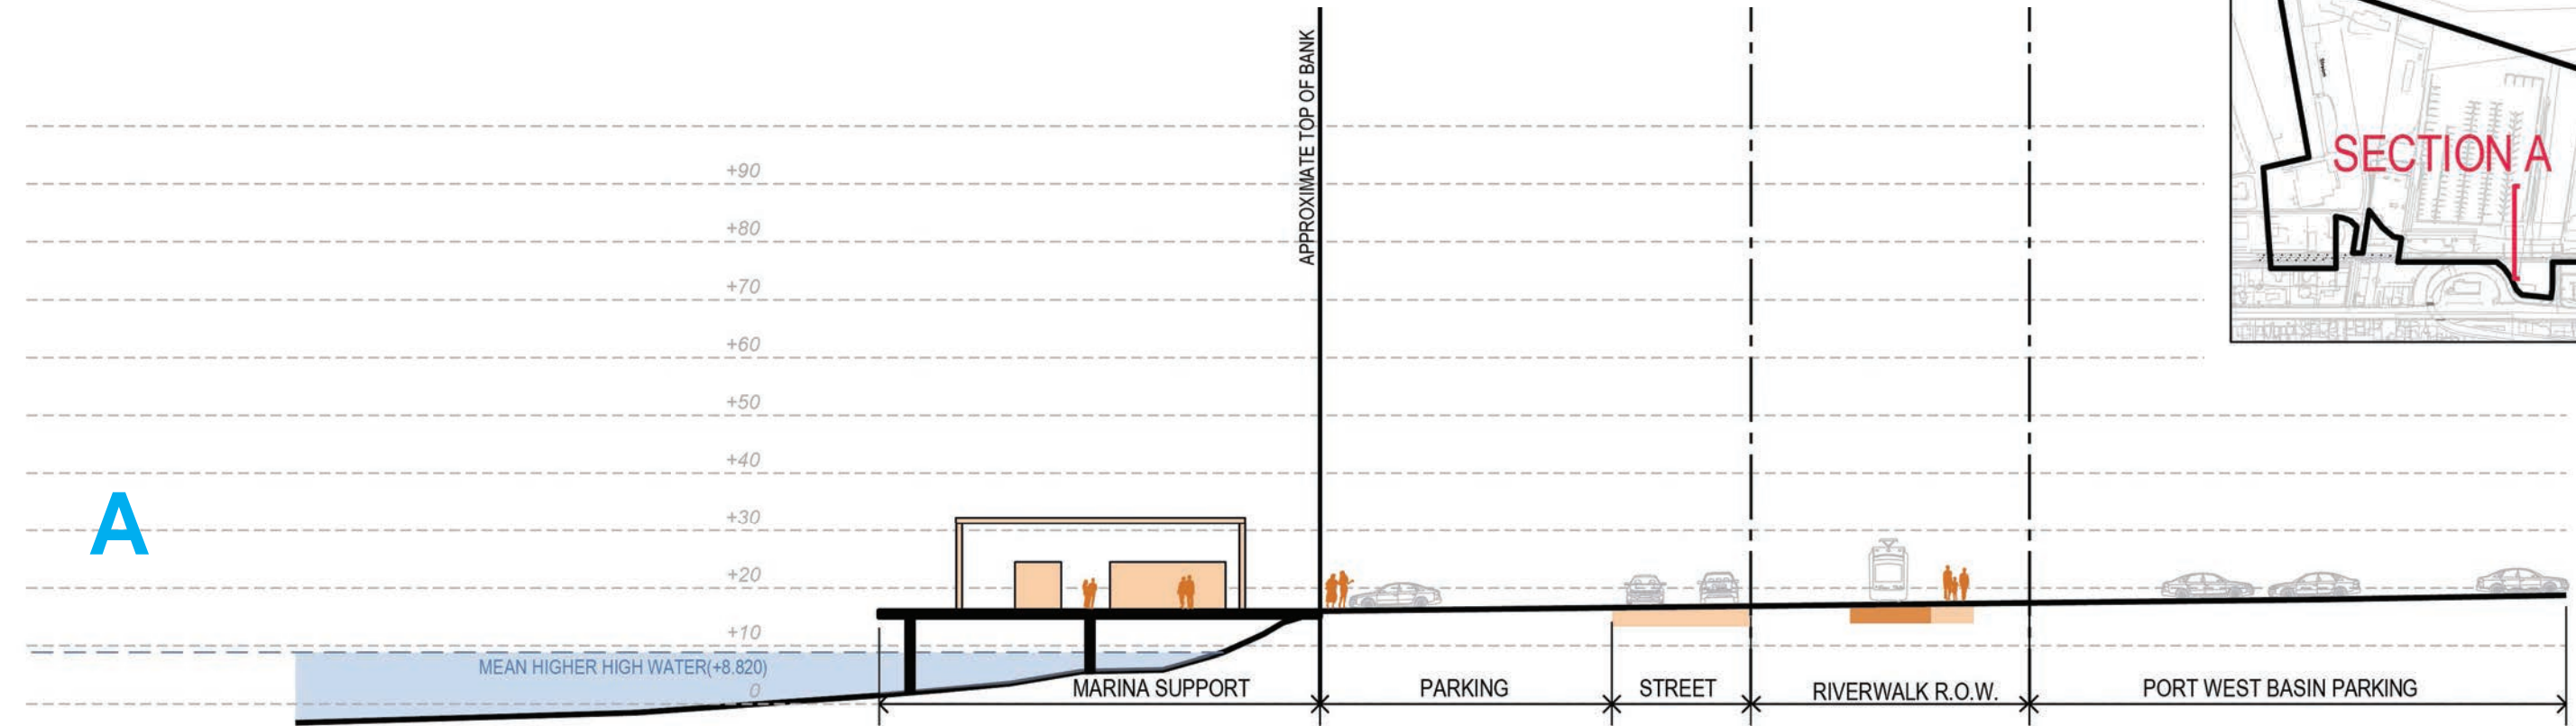 APPROXIMATE TOP OF BANK
SECTION A
+90
+80
+70
+60
+50
+40
A
+30
+20
+10
MEAN HIGHER HIGH WATER(+8.820)
0
MARINA SUPPORT
PARKING
STREET
RIVERWALK R.O.W.
PORT WEST BASIN PARKING